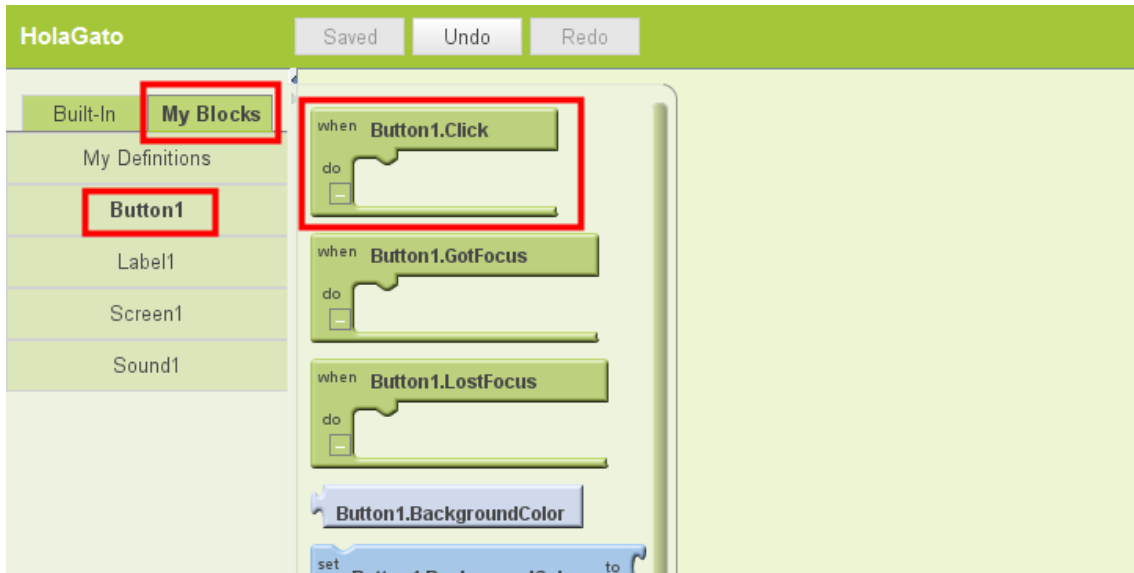 HolaGato
Saved Undo Redo
Built-In My Blocks
My Definitions
Button1
Label1
Screen1
Sound1
when Button1.Click
do
when Button1.GotFocus
do
when Button1.LostFocus
do
Button1.BackgroundColor
set to